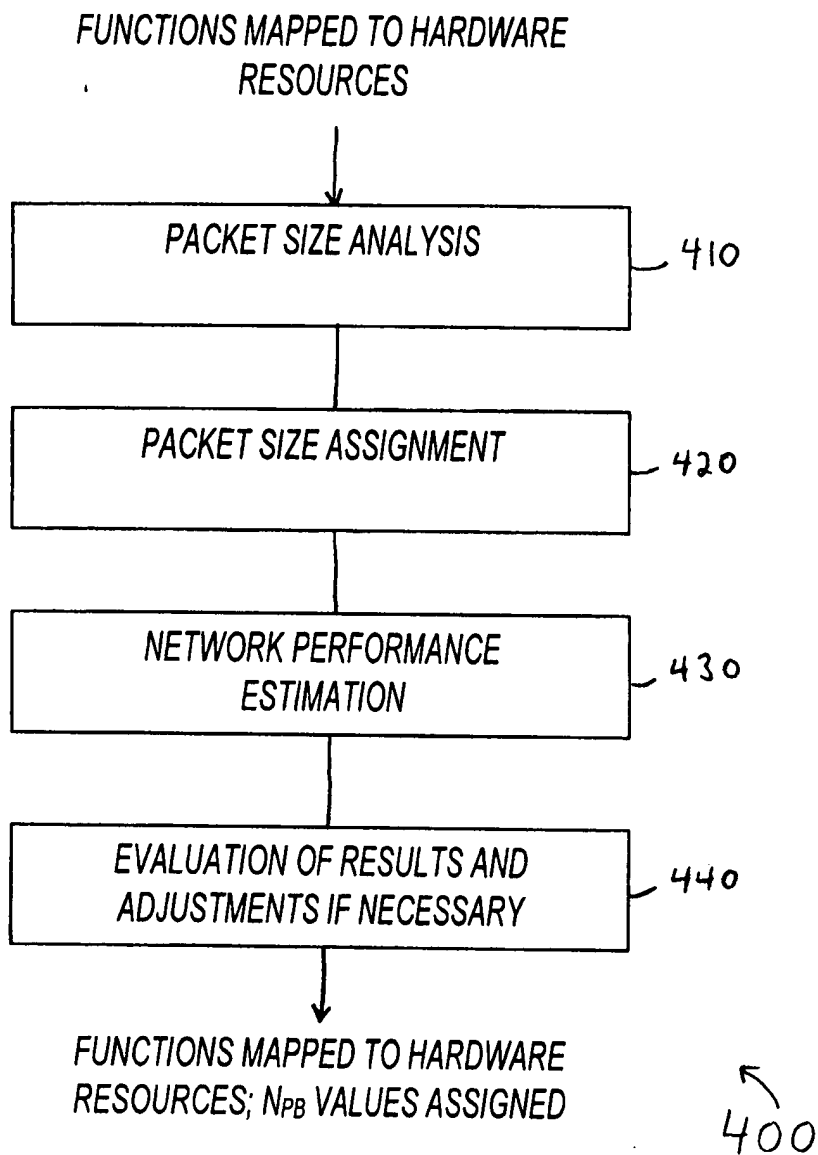 FUNCTIONS MAPPED TO HARDWARE
RESOURCES
PACKET SIZE ANALYSIS
410
PACKET SIZE ASSIGNMENT
420
NETWORK PERFORMANCE
ESTIMATION
430
EVALUATION OF RESULTS AND
ADJUSTMENTS IF NECESSARY
440
FUNCTIONS MAPPED TO HARDWARE
RESOURCES; NPB VALUES ASSIGNED
400